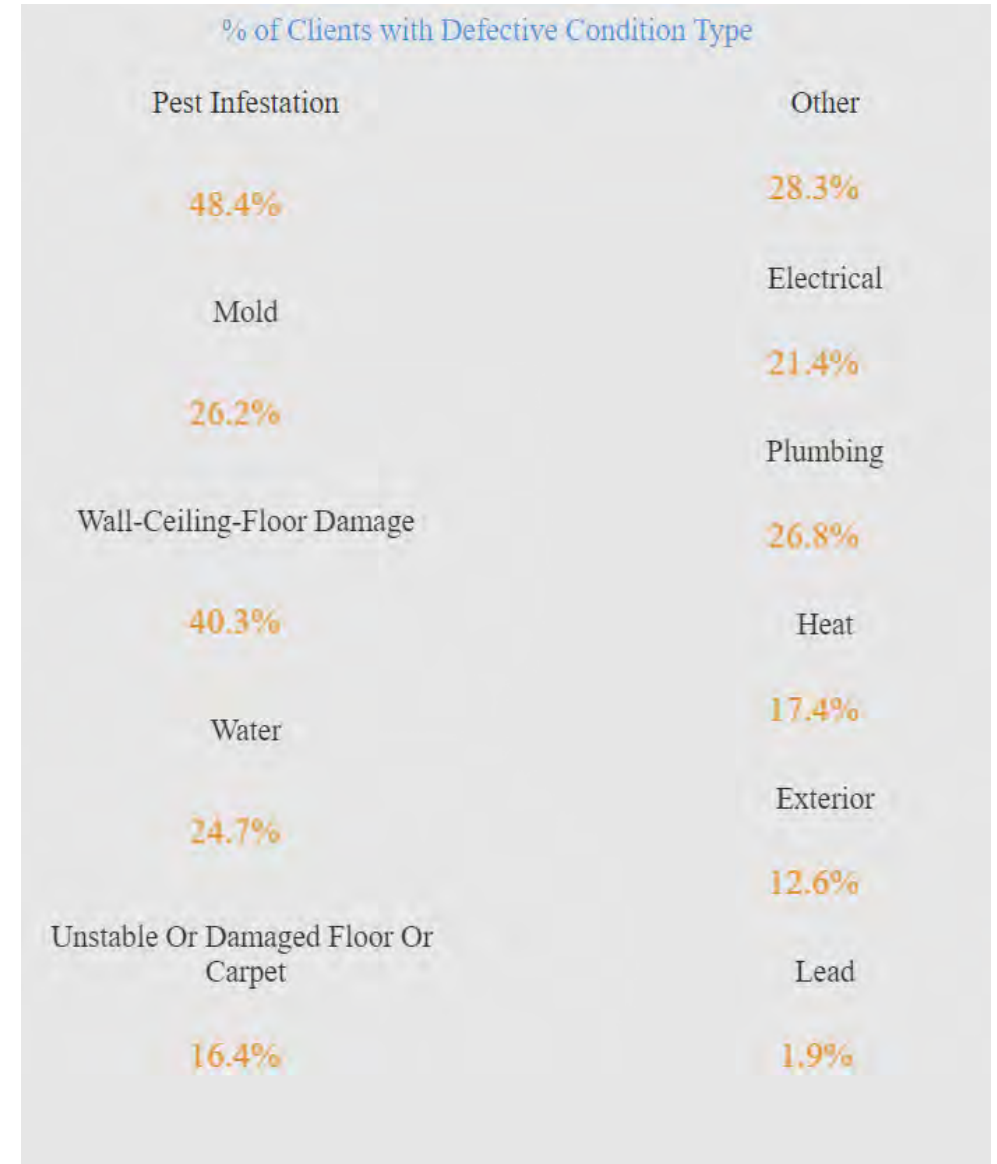 % of Clients with Defective Condition Type
Pest Infestation
48.4%
Mold
26.2%
Wall-Ceiling-Floor Damage
40.3%
Water
24.7%
Unstable Or Damaged Floor Or
Carpet
16.4%
Other
28.3%
Electrical
21.4%
Plumbing
26.8%
Heat
17.4%
Exterior
12.6%
Lead
1.9%